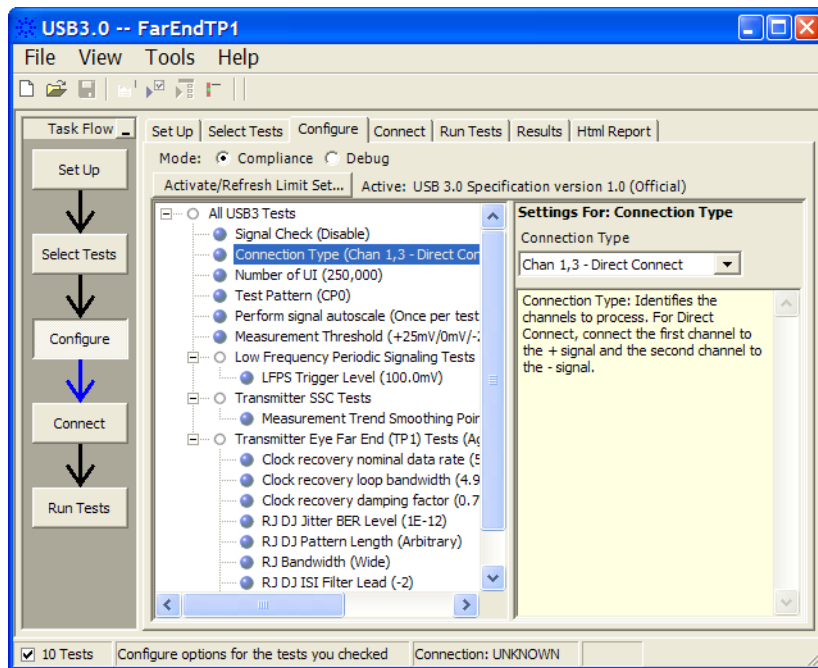 USB3.0 -- FarEndTP1
File View Tools Help
Task Flow
Set Up
Select Tests
Configure
Connect
Run Tests
Set Up Select Tests Configure Connect Run Tests Results Html Report
Mode: Compliance Debug
Activate/Refresh Limit Set... Active: USB 3.0 Specification version 1.0 (Official)
All USB3 Tests
Signal Check (Disable)
Connection Type (Chan 1,3 - Direct Con
Number of UI (250,000)
Test Pattern (CP0)
Perform signal autoscale (Once per test
Measurement Threshold (+25mV/0mV/-2
Low Frequency Periodic Signaling Tests
LFPS Trigger Level (100.0mV)
Transmitter SSC Tests
Measurement Trend Smoothing Poin
Transmitter Eye Far End (TP1) Tests (Ag
Clock recovery nominal data rate (5
Clock recovery loop bandwidth (4.9
Clock recovery damping factor (0.7
RJ DJ Jitter BER Level (1E-12)
RJ DJ Pattern Length (Arbitrary)
RJ Bandwidth (Wide)
RJ DJ ISI Filter Lead (-2)
Settings For: Connection Type
Connection Type
Chan 1,3 - Direct Connect
Connection Type: Identifies the
channels to process. For Direct
Connect, connect the first channel to
the + signal and the second channel to
the - signal.
10 Tests Configure options for the tests you checked Connection: UNKNOWN